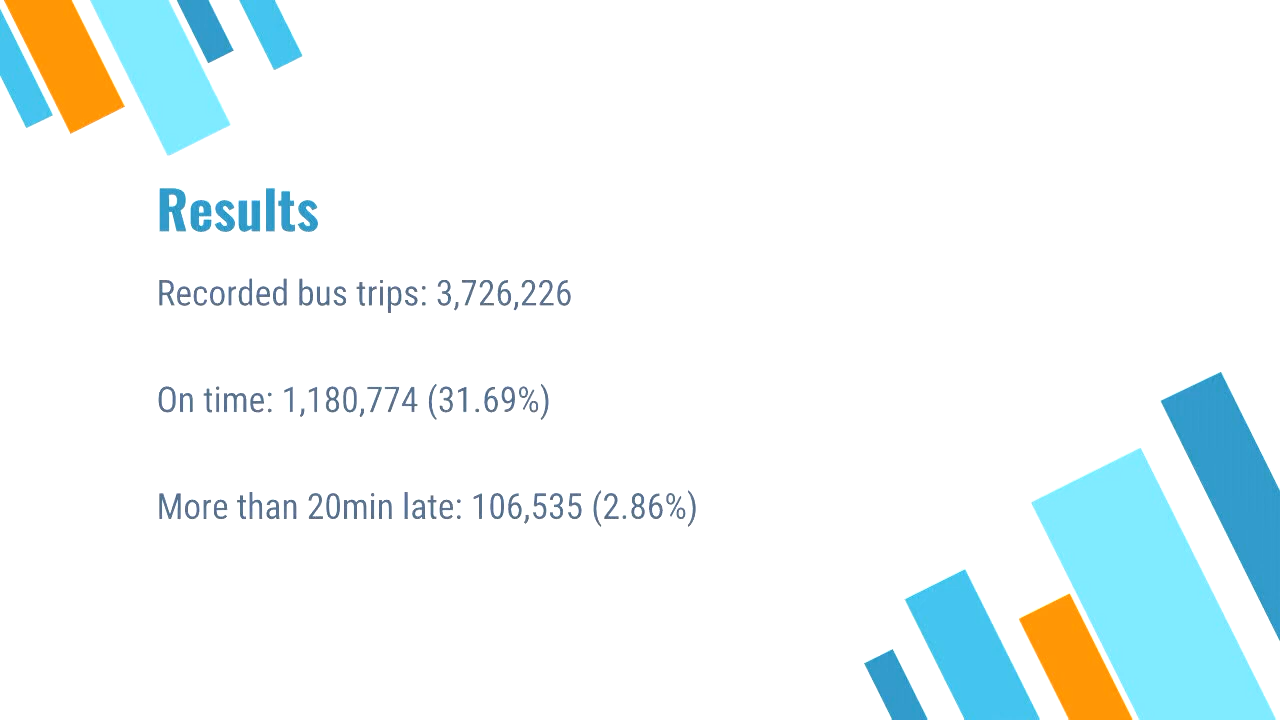 Results
Recorded bus trips: 3,726,226
On time: 1,180,774 (31.69%)
More than 20min late: 106,535 (2.86%)